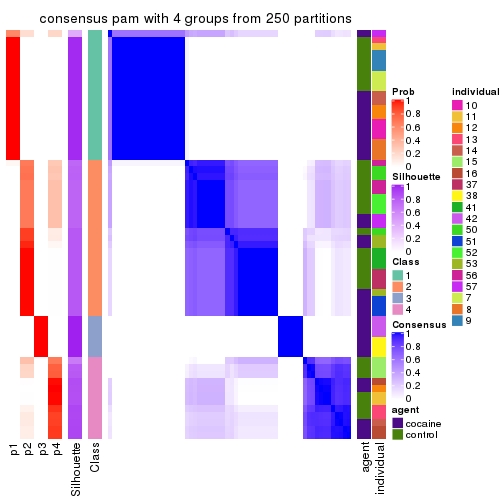 consensus pam with 4 groups from 250 partitions
Prob
1
0.8
0.6
0.4
0.2
0
Silhouette
1
0.8
0.6
0.4
0.2
0
Class
1
2
3
4
Consensus
1
0.8
0.6
0.4
0.2
0
agent
cocaine
control
individual
10
11
12
13
14
15
16
37
38
41
42
50
51
52
53
56
57
7
8
9
p1
p2
p3
p4
Silhouette
Class
agent
individual